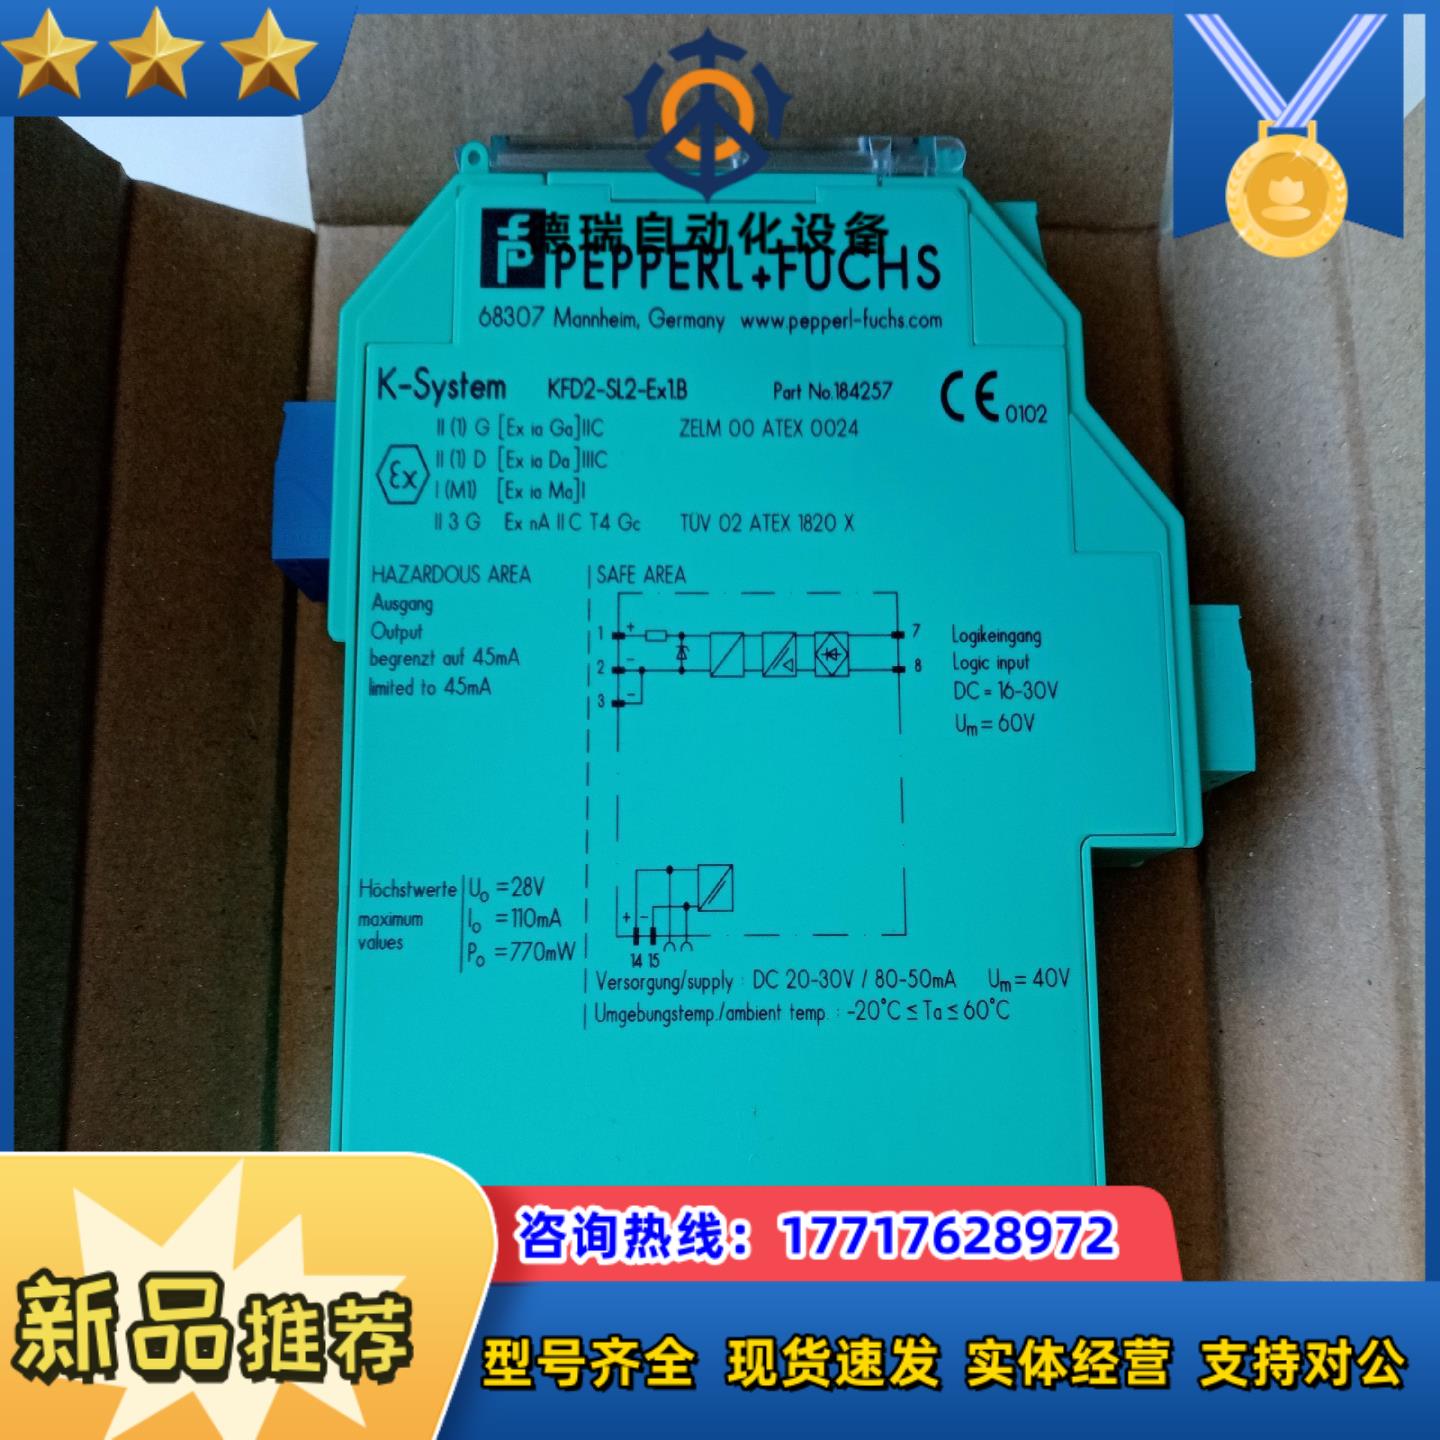 德瑞自动化设备
PEPPERL+FUCHS
68307 Mannheim, Germany www.pepperl-fuchs.com
K-System KFD2-SL2-Ex1.B Part No.184257 CE 0102
II (1) G [Ex ia Ga]IIC ZELM 00 ATEX 0024
II (1) D [Ex ia Da]IIIC
Ex
I (M1) [Ex ia Ma]I
II 3 G Ex nA II C T4 Gc TÜV 02 ATEX 1820 X
HAZARDOUS AREA SAFE AREA
Ausgang
Output
begrenzt auf 45mA
limited to 45mA
1 +
2 -
3 -
7
8
Logikeingang
Logic input
DC = 16-30V
Um = 60V
Höchstwerte
maximum
values
Uo = 28V
Io = 110mA
Po = 770mW
+ -
14 15
Versorgung/supply : DC 20-30V / 80-50mA Um = 40V
Umgebungstemp./ambient temp. : -20°C ≤ Ta ≤ 60°C
咨询热线：17717628972
新品推荐
型号齐全 现货速发 实体经营 支持对公